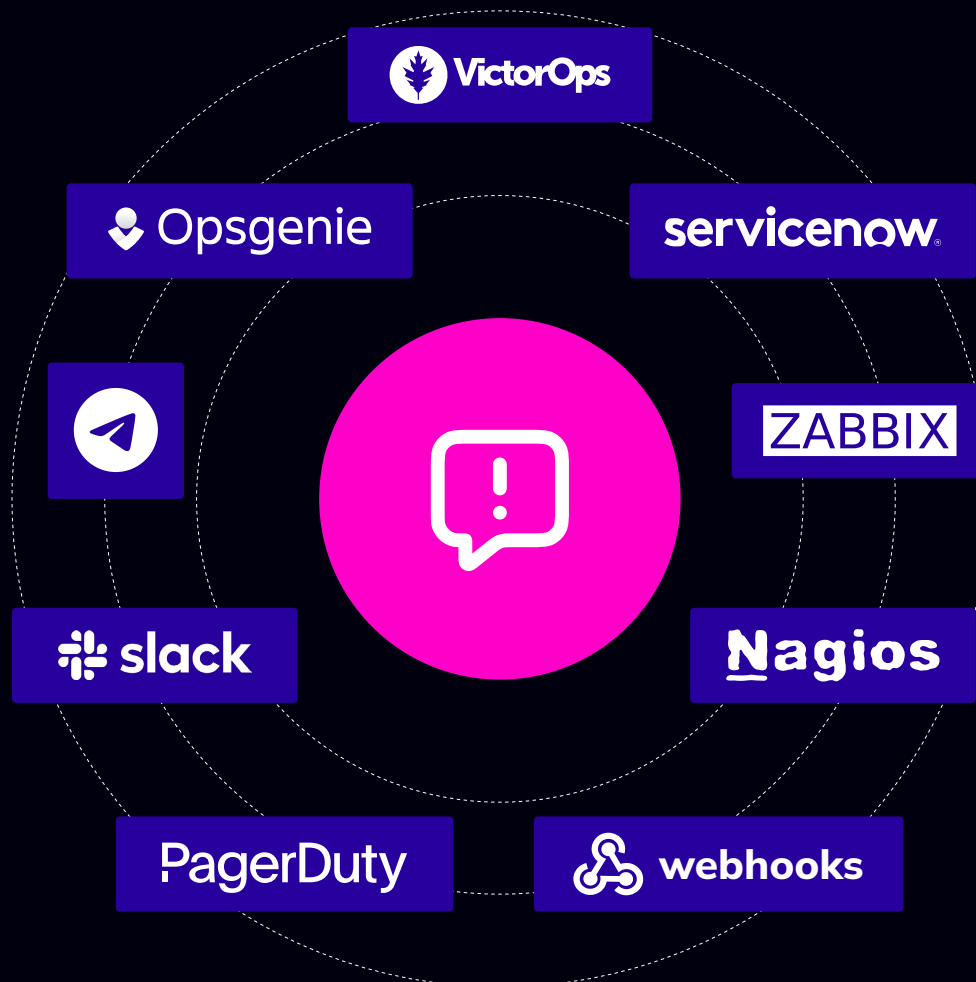 VictorOps
Opsgenie
servicenow®
ZABBIX
slack
Nagios
PagerDuty
webhooks